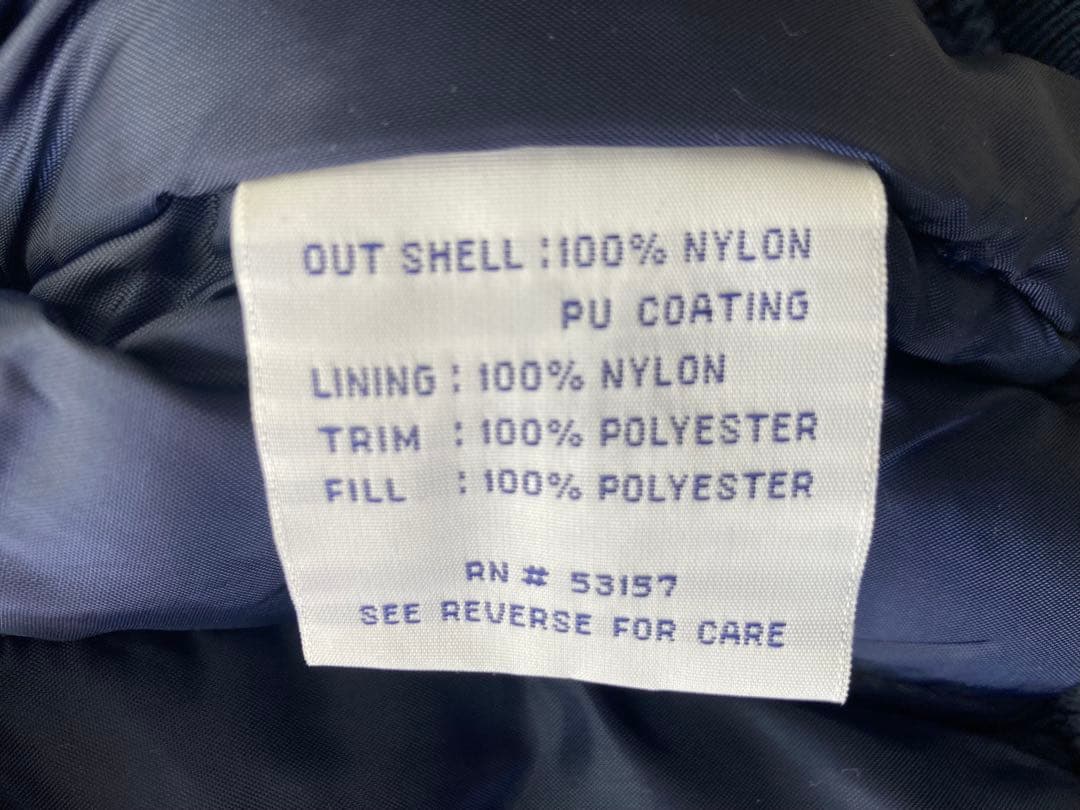 OUT SHELL : 100% NYLON
PU COATING
LINING : 100% NYLON
TRIM : 100% POLYESTER
FILL : 100% POLYESTER
RN # 53157
SEE REVERSE FOR CARE